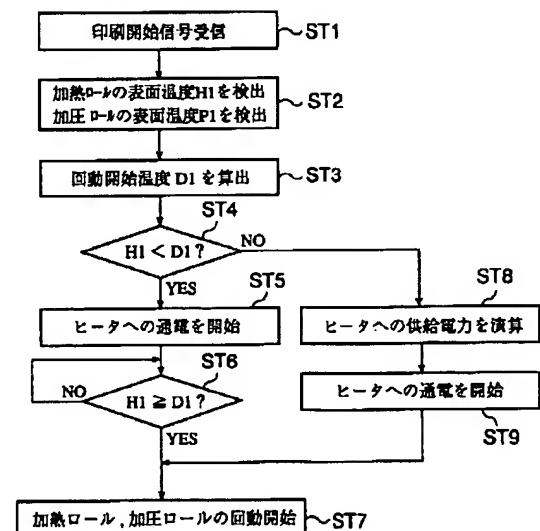 印刷開始信号受信
ST1
加熱ロールの表面温度H1を検出
加圧ロールの表面温度P1を検出
ST2
回動開始温度 D1 を算出
ST3
ST4
H1 < D1 ?
NO
YES
ST5
ヒータへの通電を開始
ST6
H1 ≧ D1 ?
NO
YES
ST8
ヒータへの供給電力を演算
ヒータへの通電を開始
ST9
加熱ロール , 加圧ロールの回動開始
ST7